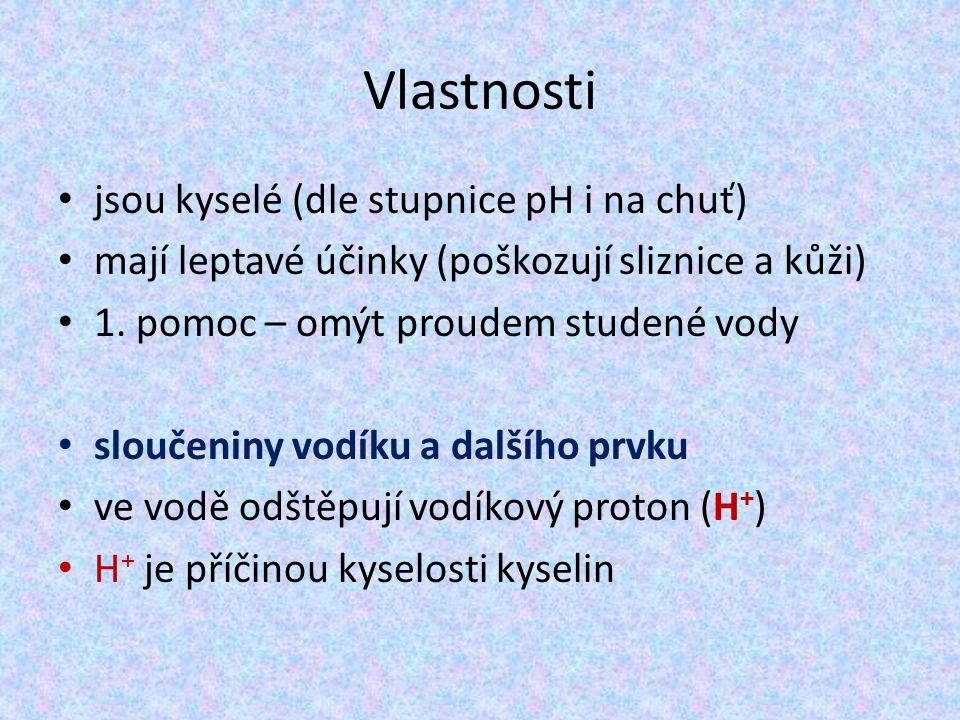 Vlastnosti
• jsou kyselé (dle stupnice pH i na chuť)
• mají leptavé účinky (poškozují sliznice a kůži)
• 1. pomoc – omýt proudem studené vody
• sloučeniny vodíku a dalšího prvku
• ve vodě odštěpují vodíkový proton (H⁺)
• H⁺ je příčinou kyselosti kyselin